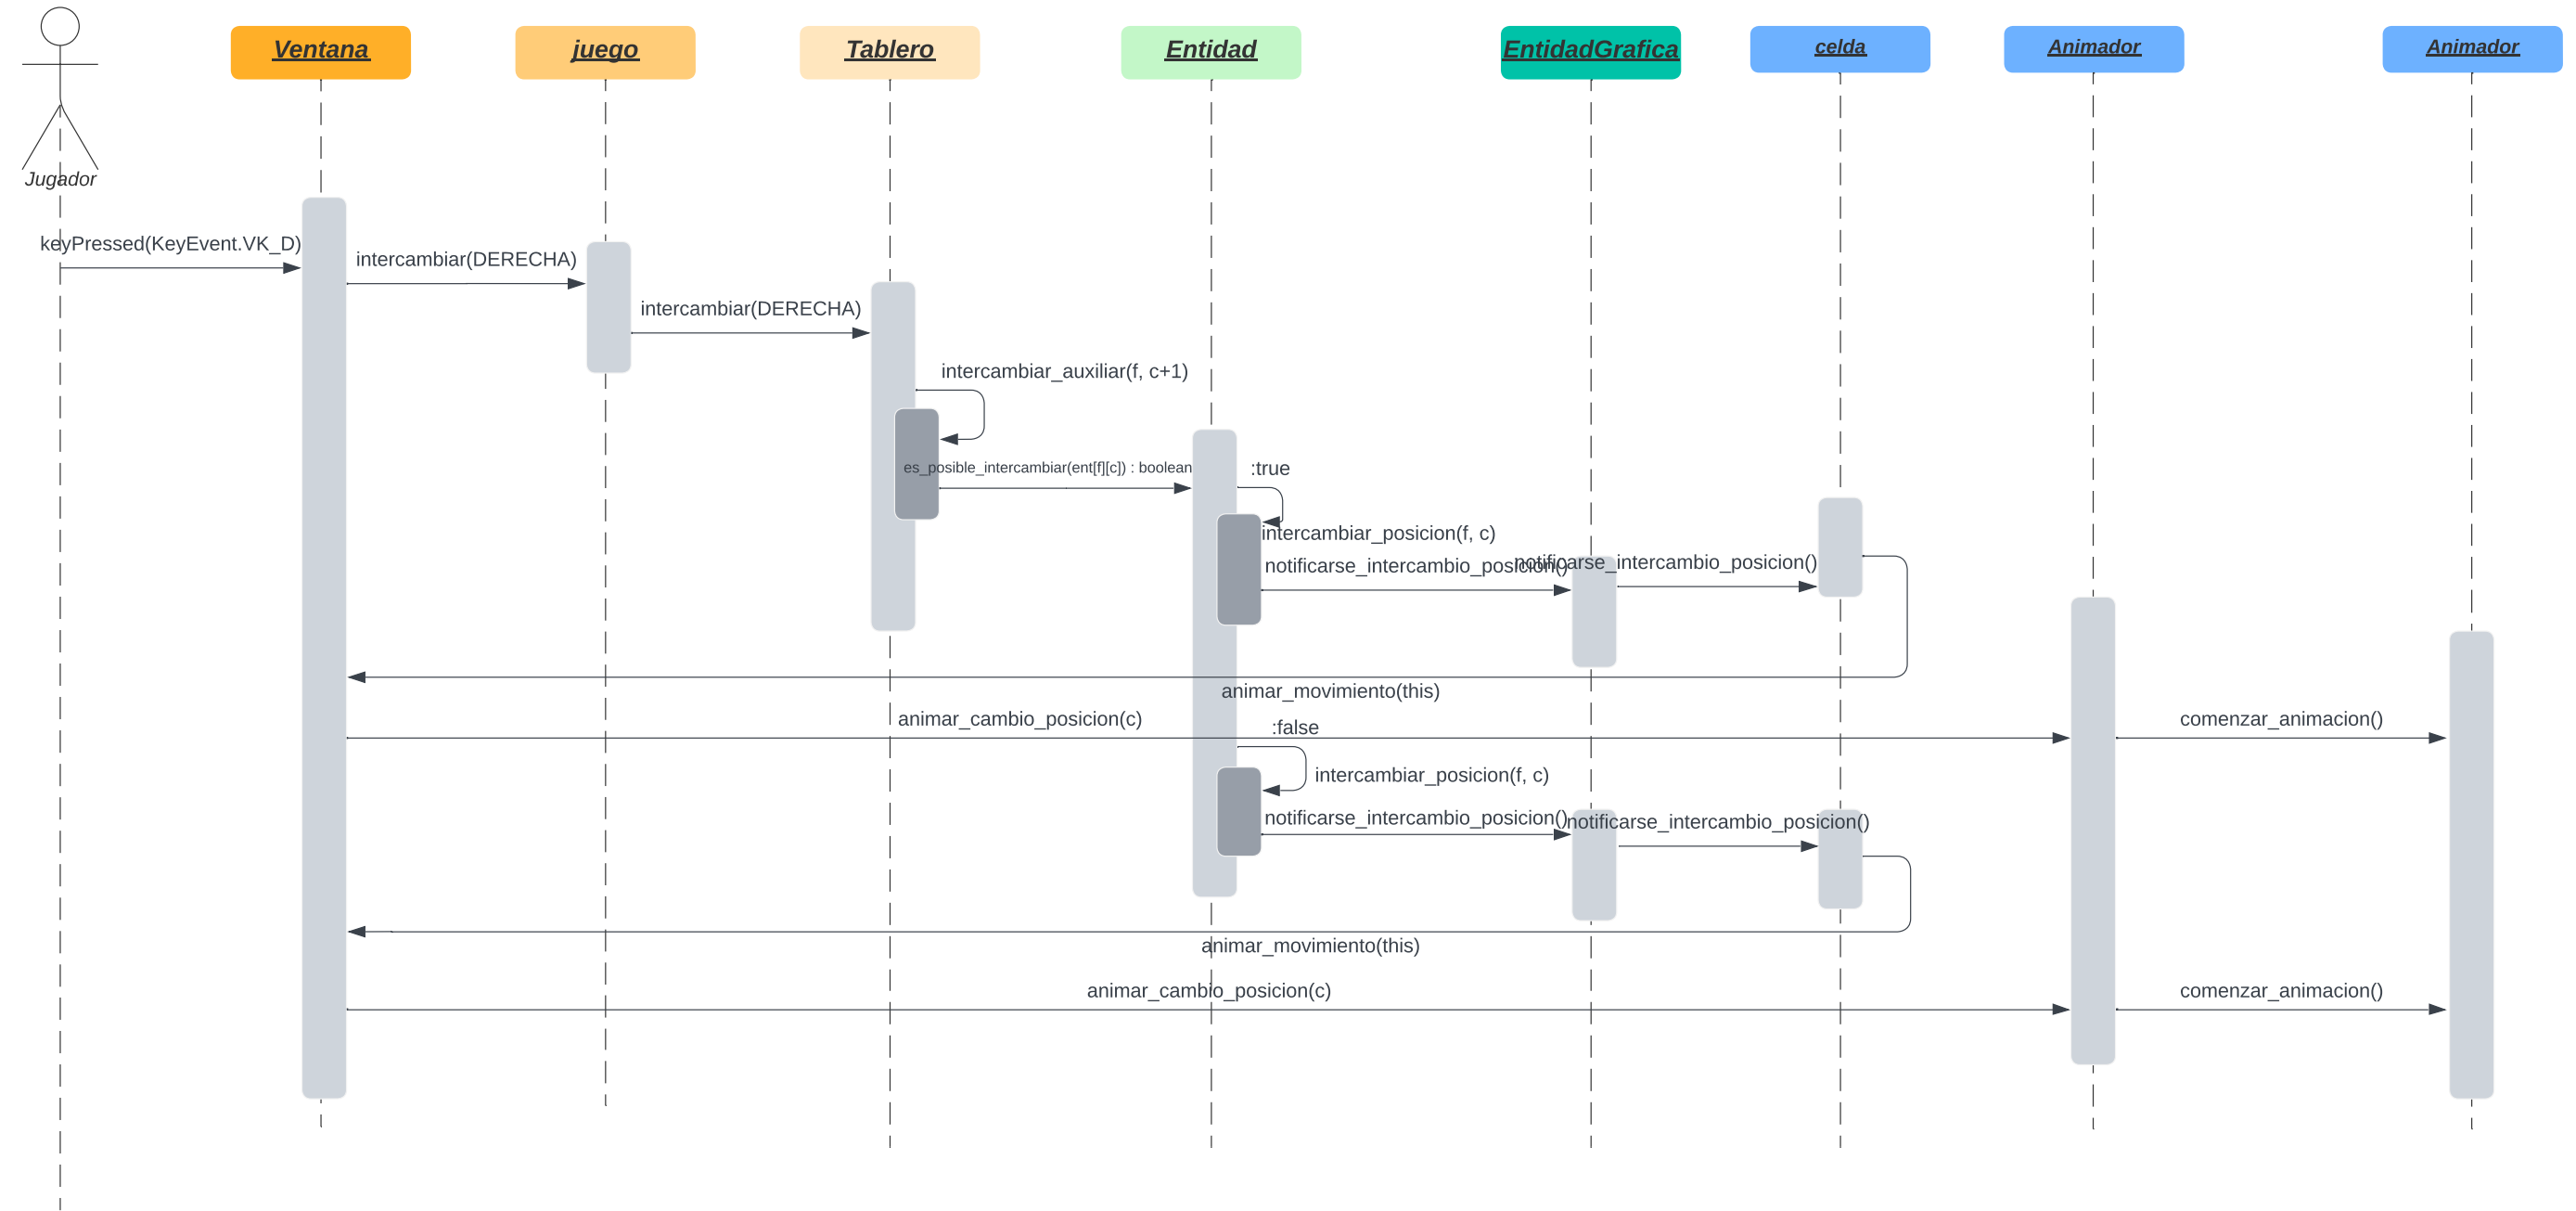 Ventana
juego
Tablero
Entidad
EntidadGrafica
celda
Animador
Animador
Jugador
keyPressed(KeyEvent.VK_D)
intercambiar(DERECHA)
intercambiar(DERECHA)
intercambiar_auxiliar(f, c+1)
es_posible_intercambiar(ent[f][c]) : boolean
:true
intercambiar_posicion(f, c)
notificarse_intercambio_posicion()
notificarse_intercambio_posicion()
animar_movimiento(this)
animar_cambio_posicion(c)
comenzar_animacion()
:false
intercambiar_posicion(f, c)
notificarse_intercambio_posicion()
notificarse_intercambio_posicion()
animar_movimiento(this)
animar_cambio_posicion(c)
comenzar_animacion()